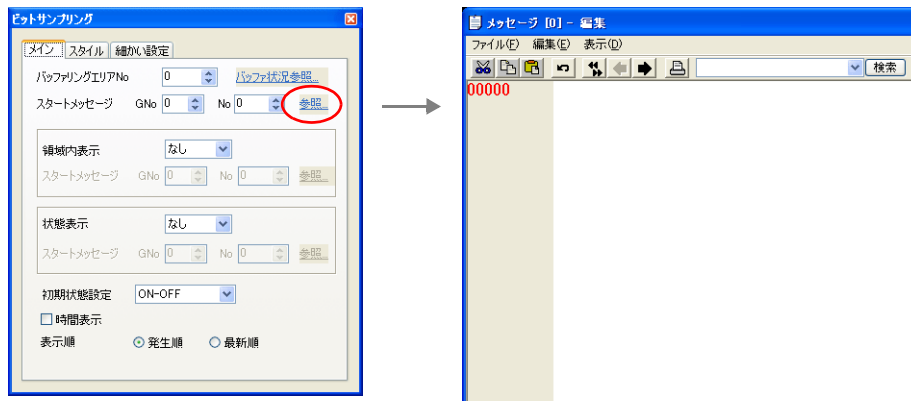 ビットサンプリング
メイン スタイル 細かい設定
バッファリングエリアNo 0 バッファ状況参照...
スタートメッセージ GNo 0 No 0 参照...
領域内表示 なし
スタートメッセージ GNo 0 No 0 参照...
状態表示 なし
スタートメッセージ GNo 0 No 0 参照...
初期状態設定 ON-OFF
時間表示
表示順 発生順 最新順
メッセージ [0] - 編集
ファイル(F) 編集(E) 表示(D)
検索
00000